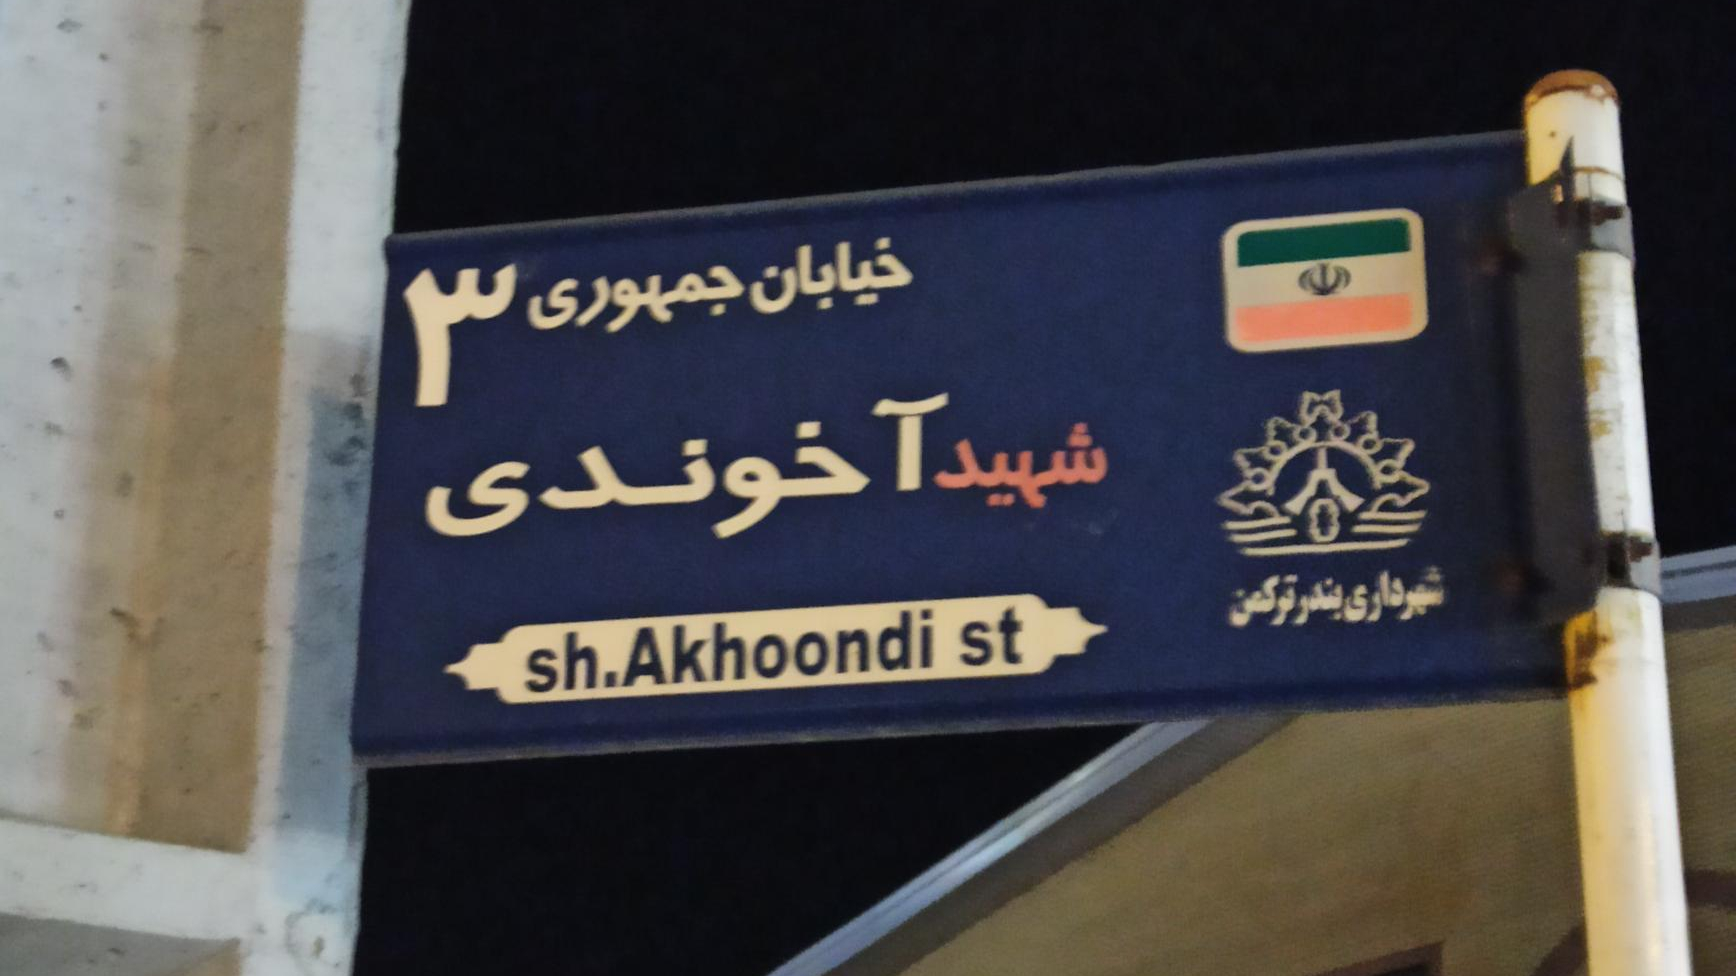 خیابان جمهوری ۳
شهید آخوندی
sh.Akhoondi st
شهرداری بندرترکمن